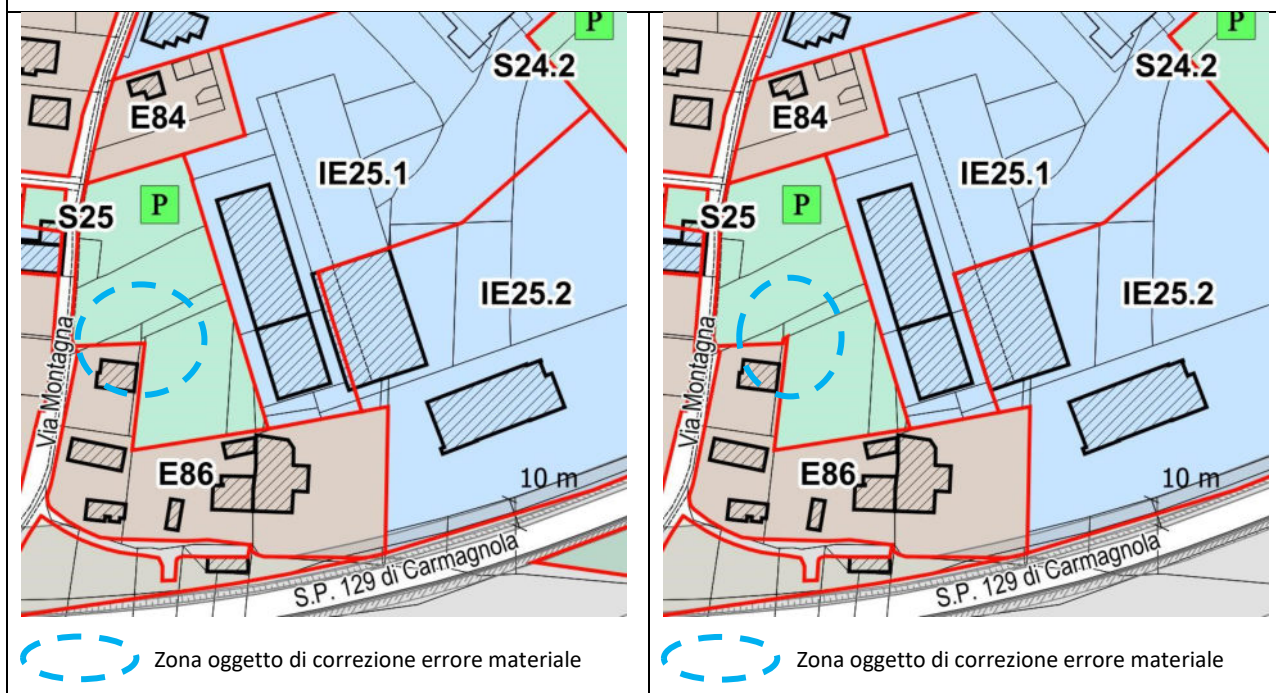 P
S24.2
E84
IE25.1
P
S25
IE25.2
Via Montagna
E86
10 m
S.P. 129 di Carmagnola
Zona oggetto di correzione errore materiale
P
S24.2
E84
IE25.1
P
S25
IE25.2
Via Montagna
E86
10 m
S.P. 129 di Carmagnola
Zona oggetto di correzione errore materiale